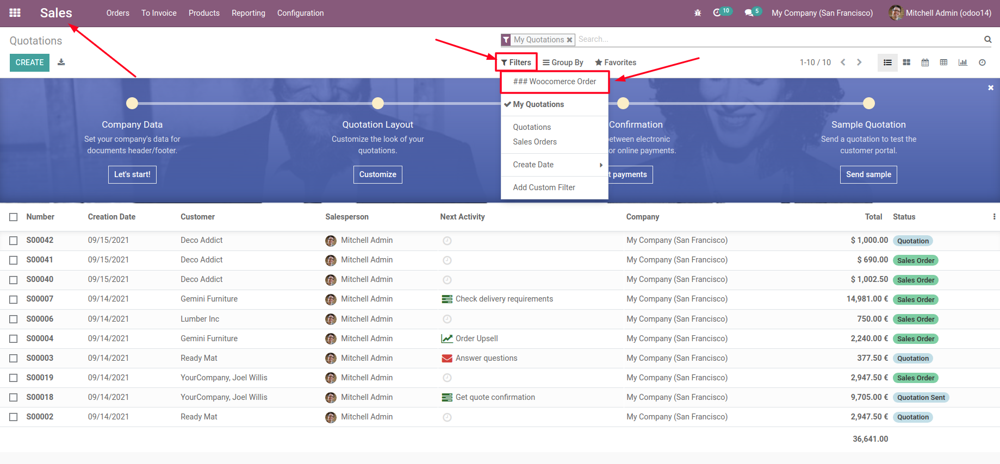 Sales Orders To Invoice Products Reporting Configuration 10 5 My Company (San Francisco) Mitchell Admin (odoo14)
Quotations My Quotations Search...
CREATE Filters Group By Favorites 1-10 / 10
### Woocomerce Order
My Quotations
Quotations
Sales Orders
Create Date
Add Custom Filter
Company Data
Set your company's data for
documents header/footer.
Let's start!
Quotation Layout
Customize the look of your
quotations.
Customize
Confirmation
between electronic
or online payments.
t payments
Sample Quotation
Send a quotation to test the
customer portal.
Send sample
Number Creation Date Customer Salesperson Next Activity Company Total Status
S00042 09/15/2021 Deco Addict Mitchell Admin My Company (San Francisco) $ 1,000.00 Quotation
S00041 09/15/2021 Deco Addict Mitchell Admin My Company (San Francisco) $ 690.00 Sales Order
S00040 09/15/2021 Deco Addict Mitchell Admin My Company (San Francisco) $ 1,002.50 Sales Order
S00007 09/14/2021 Gemini Furniture Mitchell Admin Check delivery requirements My Company (San Francisco) 14,981.00 € Sales Order
S00006 09/14/2021 Lumber Inc Mitchell Admin My Company (San Francisco) 750.00 € Sales Order
S00004 09/14/2021 Gemini Furniture Mitchell Admin Order Upsell My Company (San Francisco) 2,240.00 € Sales Order
S00003 09/14/2021 Ready Mat Mitchell Admin Answer questions My Company (San Francisco) 377.50 € Quotation
S00019 09/14/2021 YourCompany, Joel Willis Mitchell Admin My Company (San Francisco) 2,947.50 € Sales Order
S00018 09/14/2021 YourCompany, Joel Willis Mitchell Admin Get quote confirmation My Company (San Francisco) 9,705.00 € Quotation Sent
S00002 09/14/2021 Ready Mat Mitchell Admin My Company (San Francisco) 2,947.50 € Quotation
36,641.00